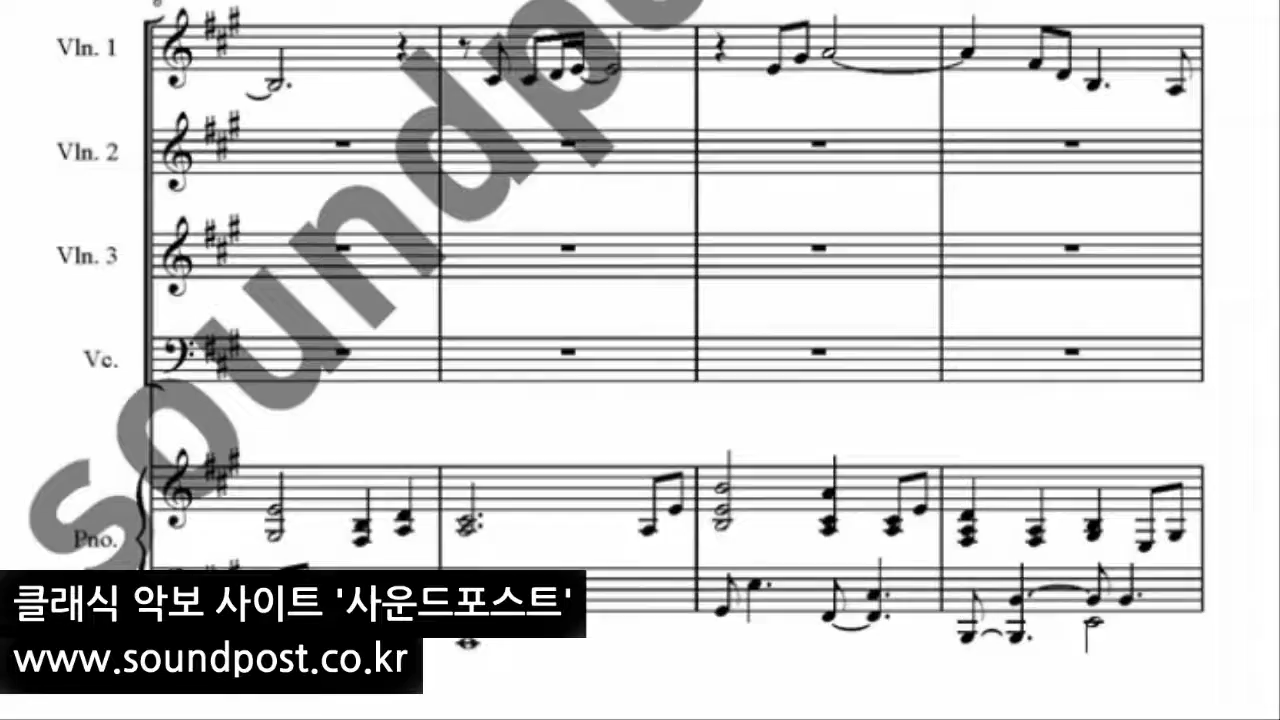 Vln. 1
Vln. 2
Vln. 3
Vc.
Pno.
soundpo
클래식 악보 사이트 '사운드포스트'
www.soundpost.co.kr